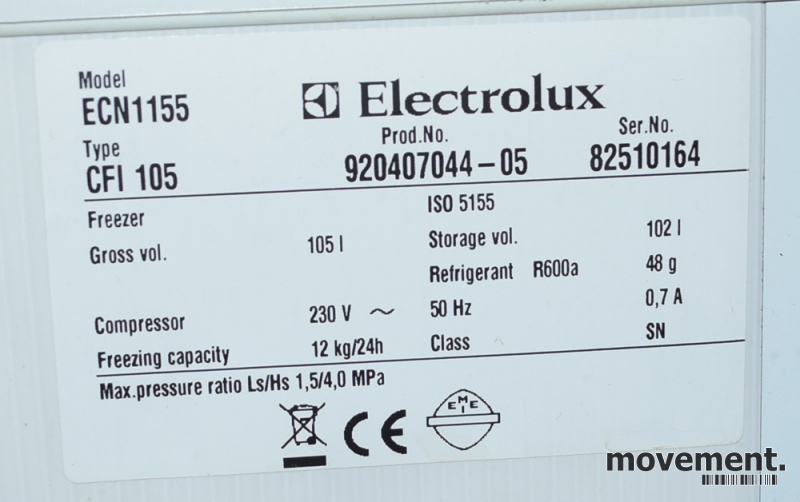 Model
ECN1155
Electrolux
Type
CFI 105
Prod.No.
920407044-05
Ser.No.
82510164
Freezer
ISO 5155
Gross vol. 105 l
Storage vol. 102 l
Refrigerant R600a 48 g
Compressor 230 V ~ 50 Hz 0,7 A
Freezing capacity 12 kg/24h
Class SN
Max.pressure ratio Ls/Hs 1,5/4,0 MPa
CE
EMEI
movement.